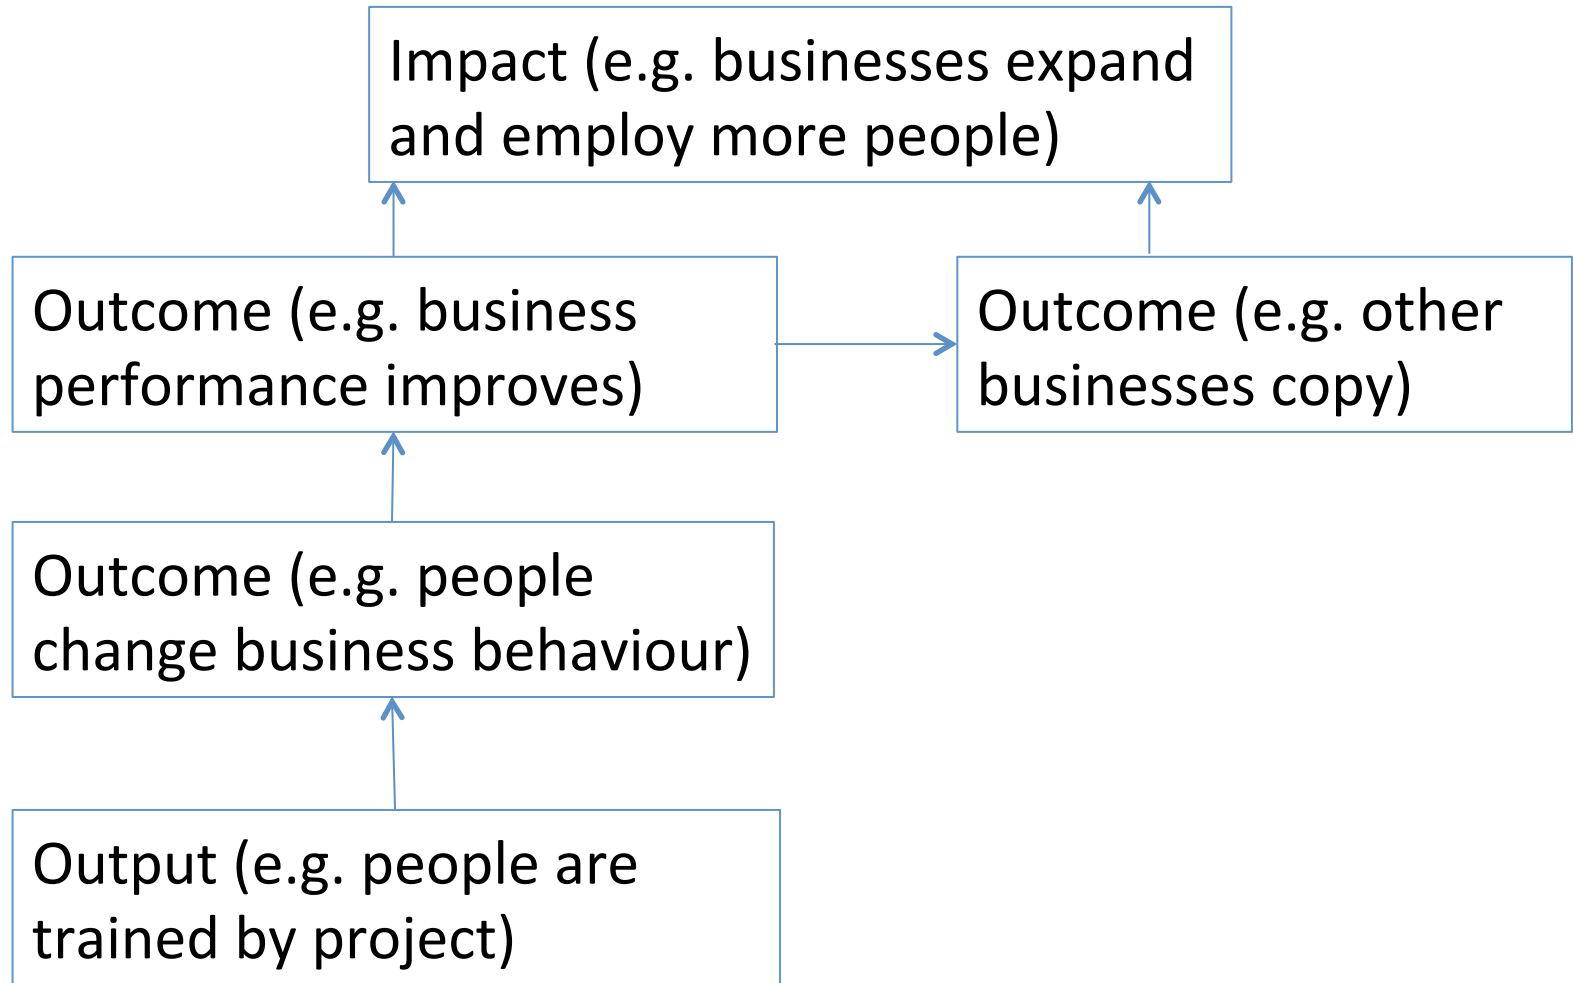 Impact (e.g. businesses expand
and employ more people)
Outcome (e.g. business
performance improves)
Outcome (e.g. other
businesses copy)
Outcome (e.g. people
change business behaviour)
Output (e.g. people are
trained by project)